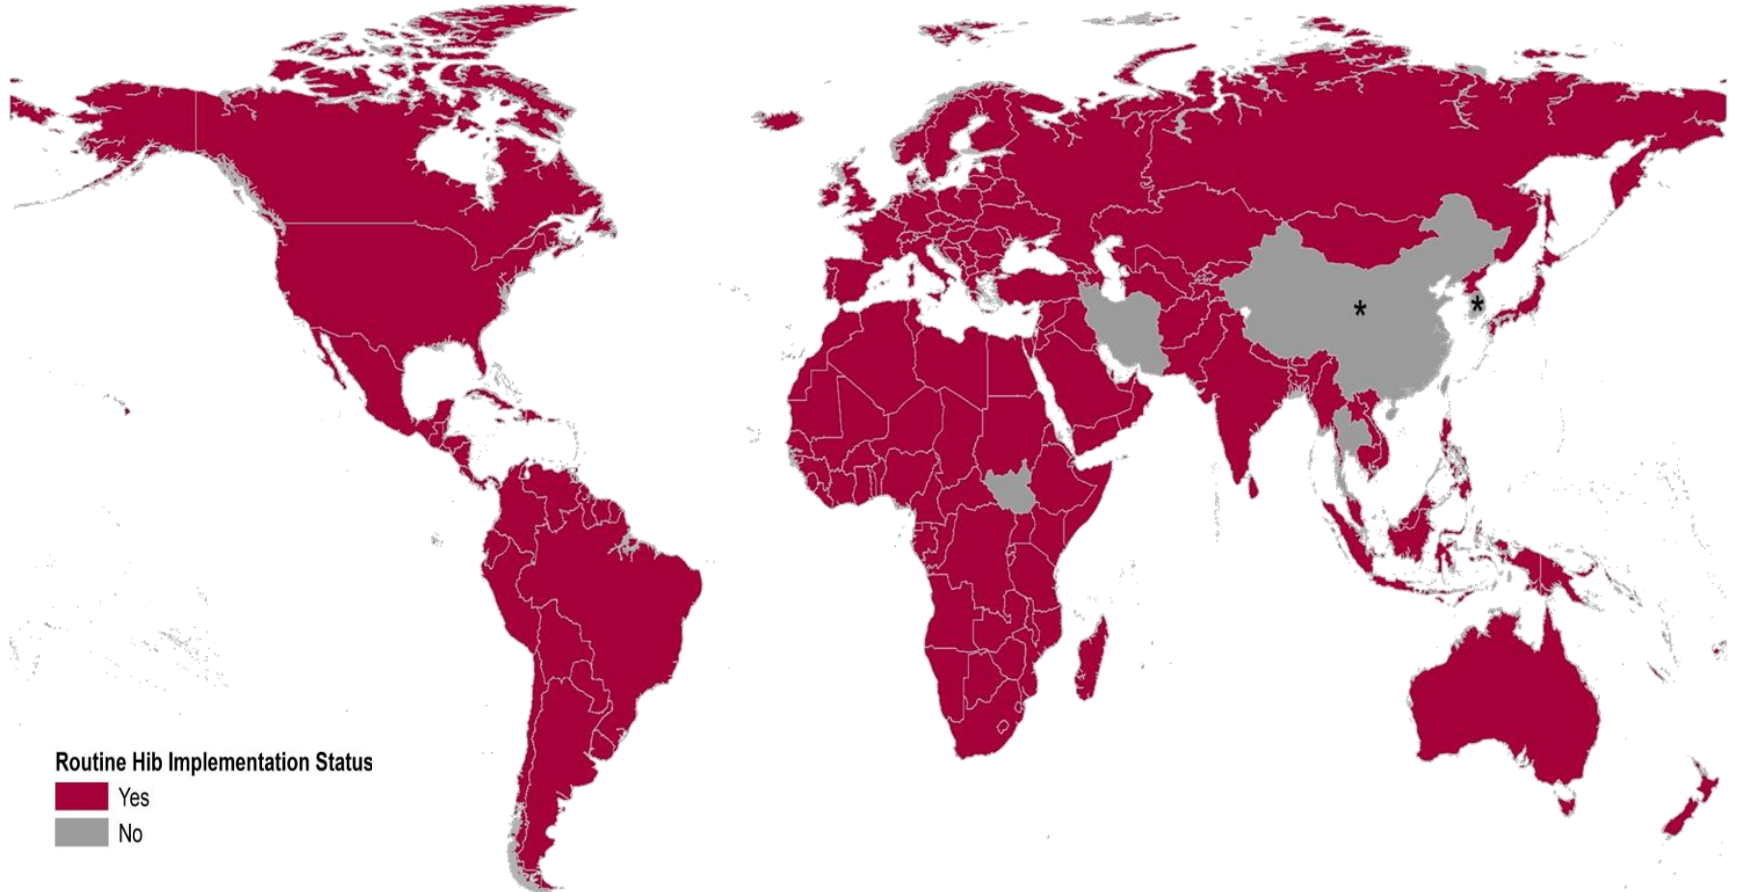 *
*
Routine Hib Implementation Status
Yes
No